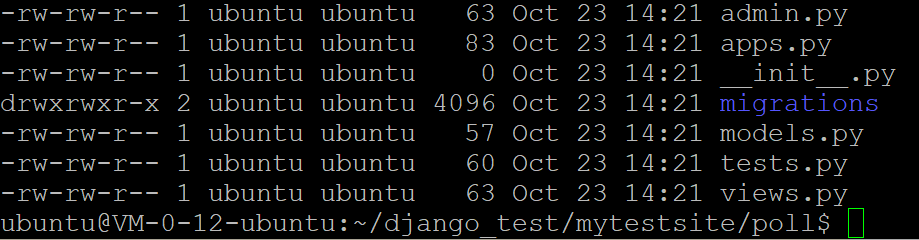 -rw-rw-r-- 1 ubuntu ubuntu   63 Oct 23 14:21 admin.py
-rw-rw-r-- 1 ubuntu ubuntu   83 Oct 23 14:21 apps.py
-rw-rw-r-- 1 ubuntu ubuntu    0 Oct 23 14:21 __init__.py
drwxrwxr-x 2 ubuntu ubuntu 4096 Oct 23 14:21 migrations
-rw-rw-r-- 1 ubuntu ubuntu   57 Oct 23 14:21 models.py
-rw-rw-r-- 1 ubuntu ubuntu   60 Oct 23 14:21 tests.py
-rw-rw-r-- 1 ubuntu ubuntu   63 Oct 23 14:21 views.py
ubuntu@VM-0-12-ubuntu:~/django_test/mytestsite/poll$